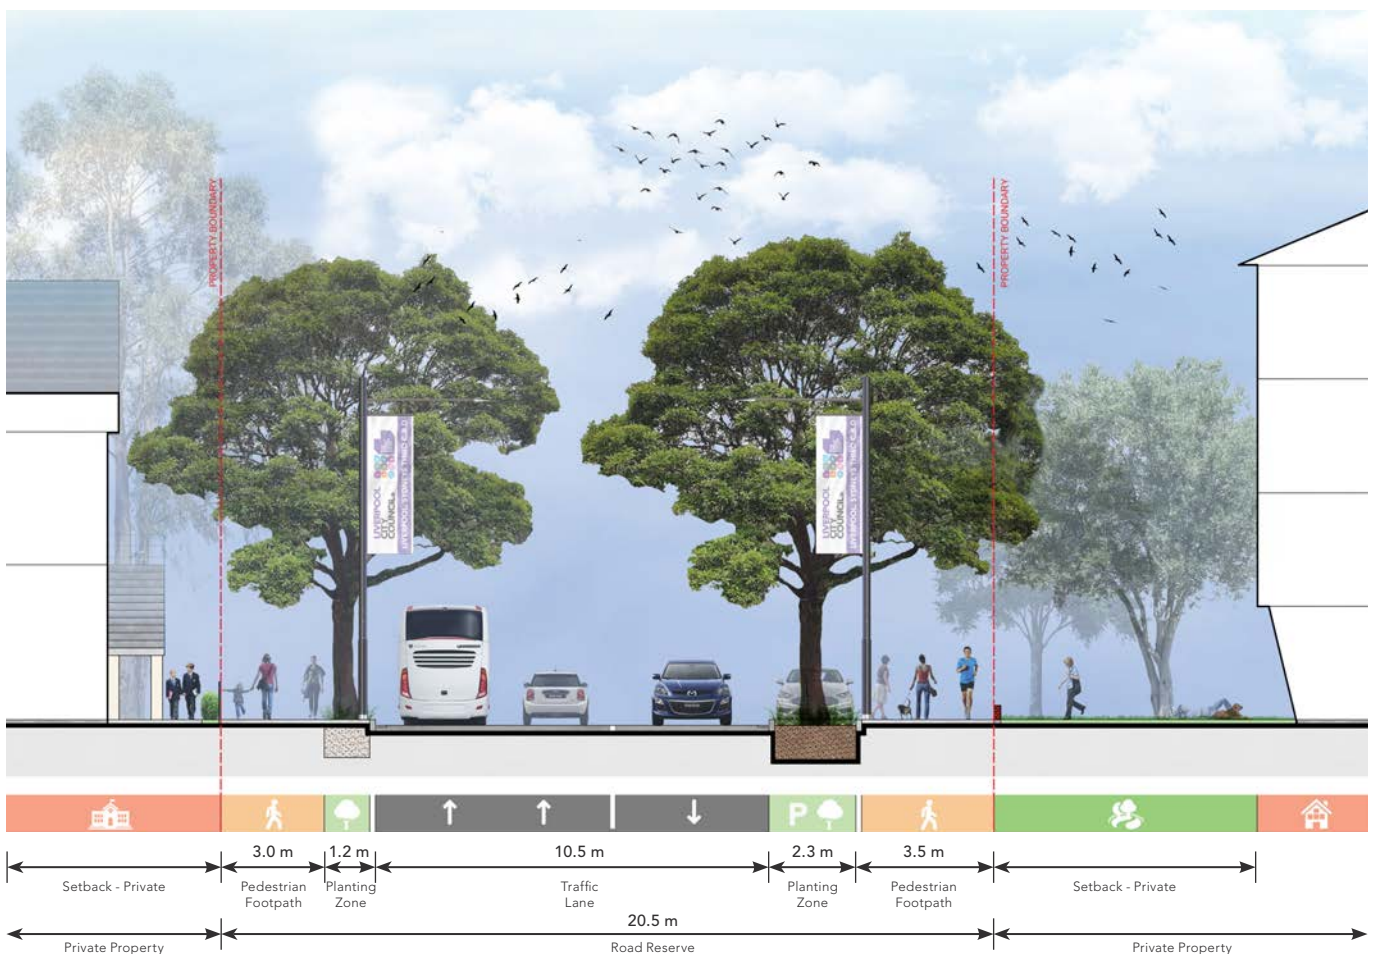 PROPERTY BOUNDARY
PROPERTY BOUNDARY
LIVERPOOL
CITY
COUNCIL
LIVERPOOL
CITY
COUNCIL
P
3.0 m
1.2 m
10.5 m
2.3 m
3.5 m
Setback - Private
Pedestrian
Footpath
Planting
Zone
Traffic
Lane
Planting
Zone
Pedestrian
Footpath
Setback - Private
20.5 m
Private Property
Road Reserve
Private Property